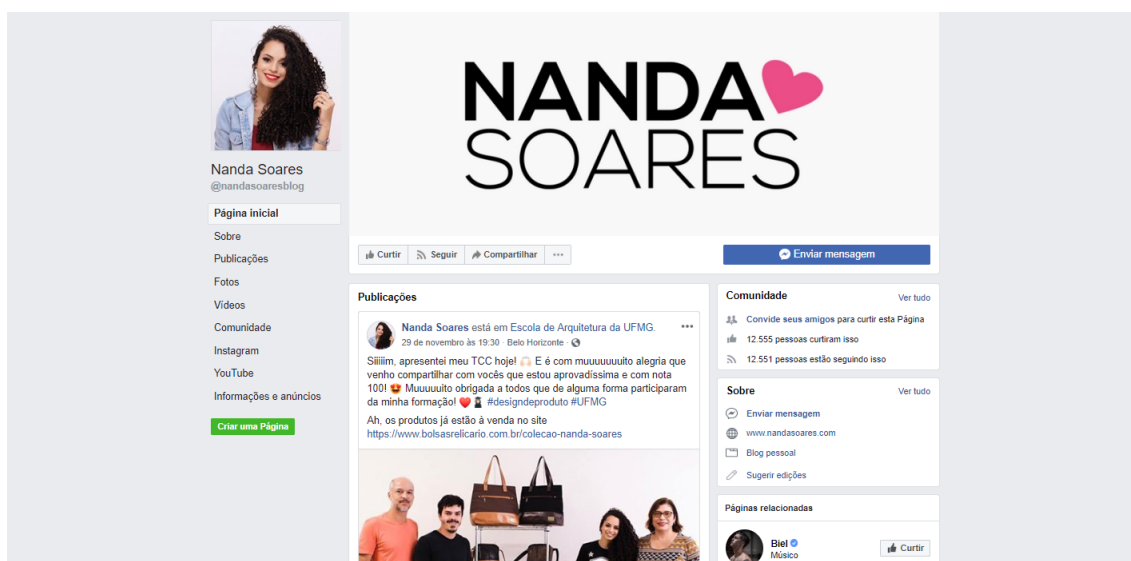 NANDA
SOARES
Nanda Soares
@nandasoaresblog
Página inicial
Sobre
Publicações
Fotos
Vídeos
Comunidade
Instagram
YouTube
Informações e anúncios
Criar uma Página
Curtir
Seguir
Compartilhar
Enviar mensagem
Publicações
Nanda Soares está em Escola de Arquitetura da UFMG.
29 de novembro às 19:30 · Belo Horizonte ·
Siiiiim, apresentei meu TCC hoje! 🙌🏻 E é com muuuuuuuito alegria que
venho compartilhar com vocês que estou aprovadíssima e com nota
100! 😍 Muuuuuito obrigada a todos que de alguma forma participaram
da minha formação! ❤️👩🏻‍🎓 #designdeproduto #UFMG
Ah, os produtos já estão à venda no site
https://www.bolsasrelicario.com.br/colecao-nanda-soares
Comunidade
Ver tudo
Convide seus amigos para curtir esta Página
12.555 pessoas curtiram isso
12.551 pessoas estão seguindo isso
Sobre
Ver tudo
Enviar mensagem
www.nandasoares.com
Blog pessoal
Sugerir edições
Páginas relacionadas
Biel
Músico
Curtir